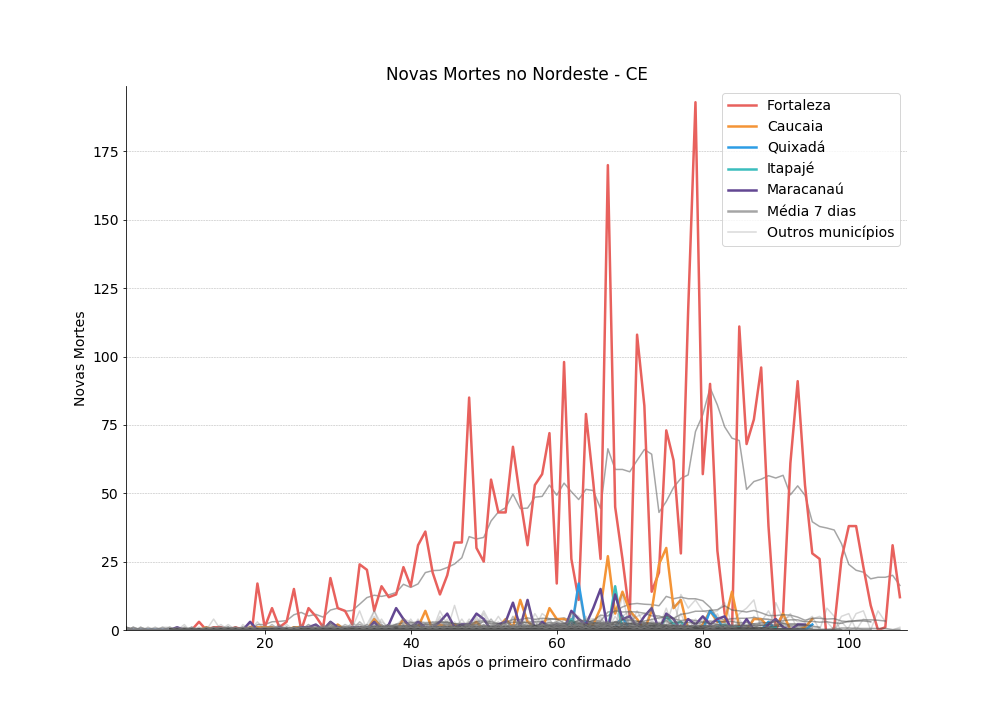 Novas Mortes no Nordeste - CE
Fortaleza
Caucaia
Quixadá
Itapajé
Maracanaú
Média 7 dias
Outros municípios
Novas Mortes
175
150
125
100
75
50
25
0
20
40
60
80
100
Dias após o primeiro confirmado